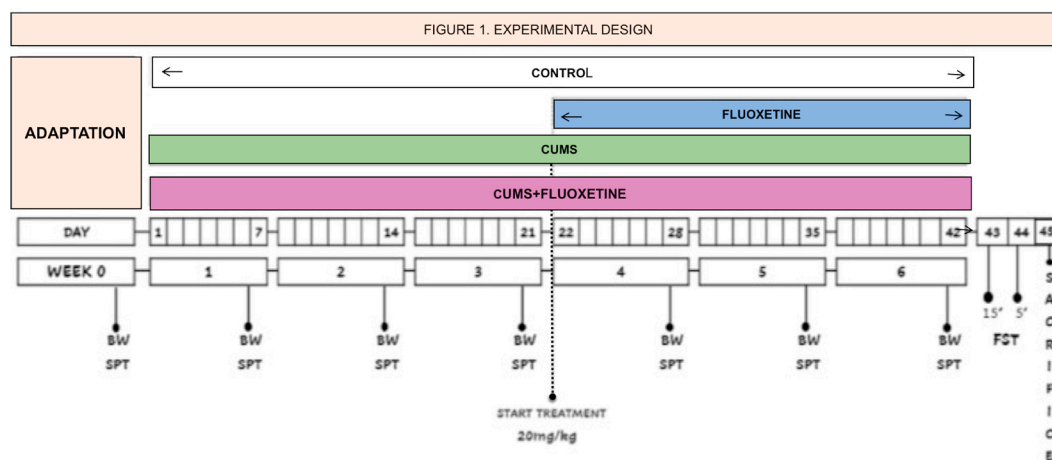 FIGURE 1. EXPERIMENTAL DESIGN
ADAPTATION
CONTROL
FLUOXETINE
CUMS
CUMS+FLUOXETINE
DAY 1 7 14 21 22 28 35 42 43 44 45
WEEK 0 1 2 3 4 5 6
BW BW BW BW BW BW BW
SPT SPT SPT SPT SPT SPT SPT
15' 5'
FST
SACRIFICE
START TREATMENT
20mg/kg